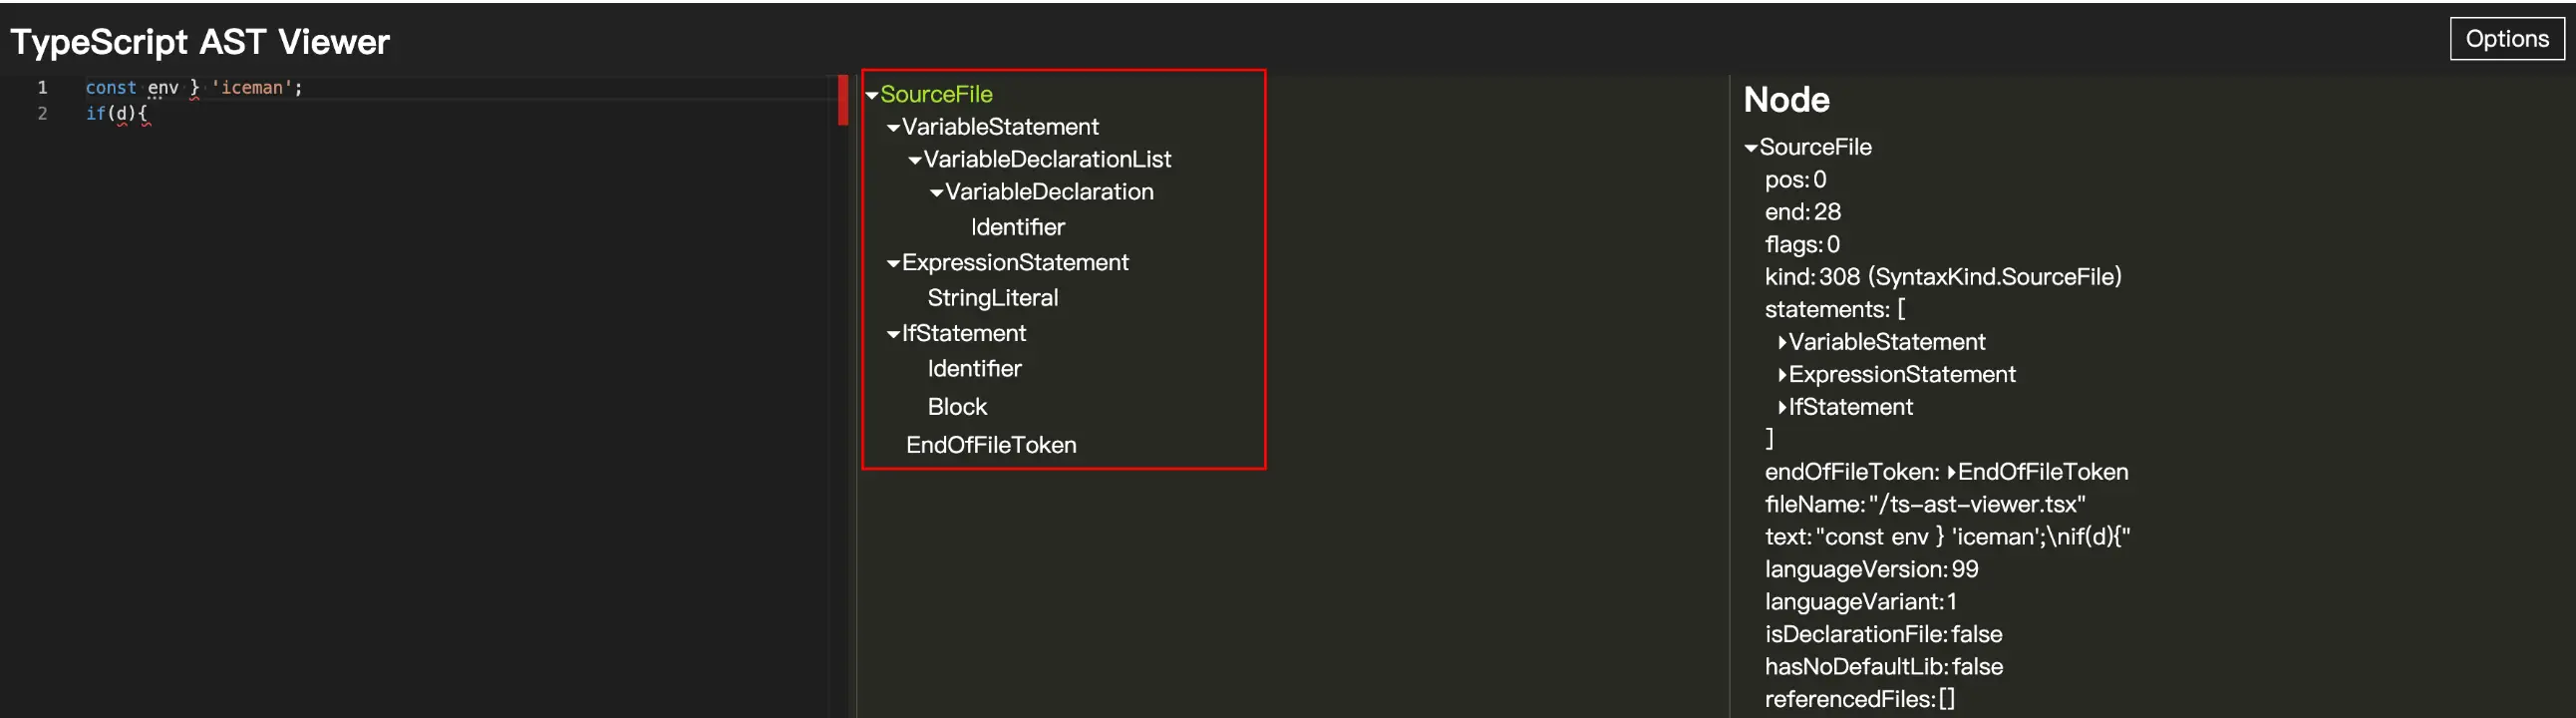 TypeScript AST Viewer
Options
1 const env } 'iceman';
2 if(d){
SourceFile
VariableStatement
VariableDeclarationList
VariableDeclaration
Identifier
ExpressionStatement
StringLiteral
IfStatement
Identifier
Block
EndOfFileToken
Node
SourceFile
pos: 0
end: 28
flags: 0
kind: 308 (SyntaxKind.SourceFile)
statements: [
VariableStatement
ExpressionStatement
IfStatement
]
endOfFileToken: EndOfFileToken
fileName: "/ts-ast-viewer.tsx"
text: "const env } 'iceman';\nif(d){"
languageVersion: 99
languageVariant: 1
isDeclarationFile: false
hasNoDefaultLib: false
referencedFiles: []